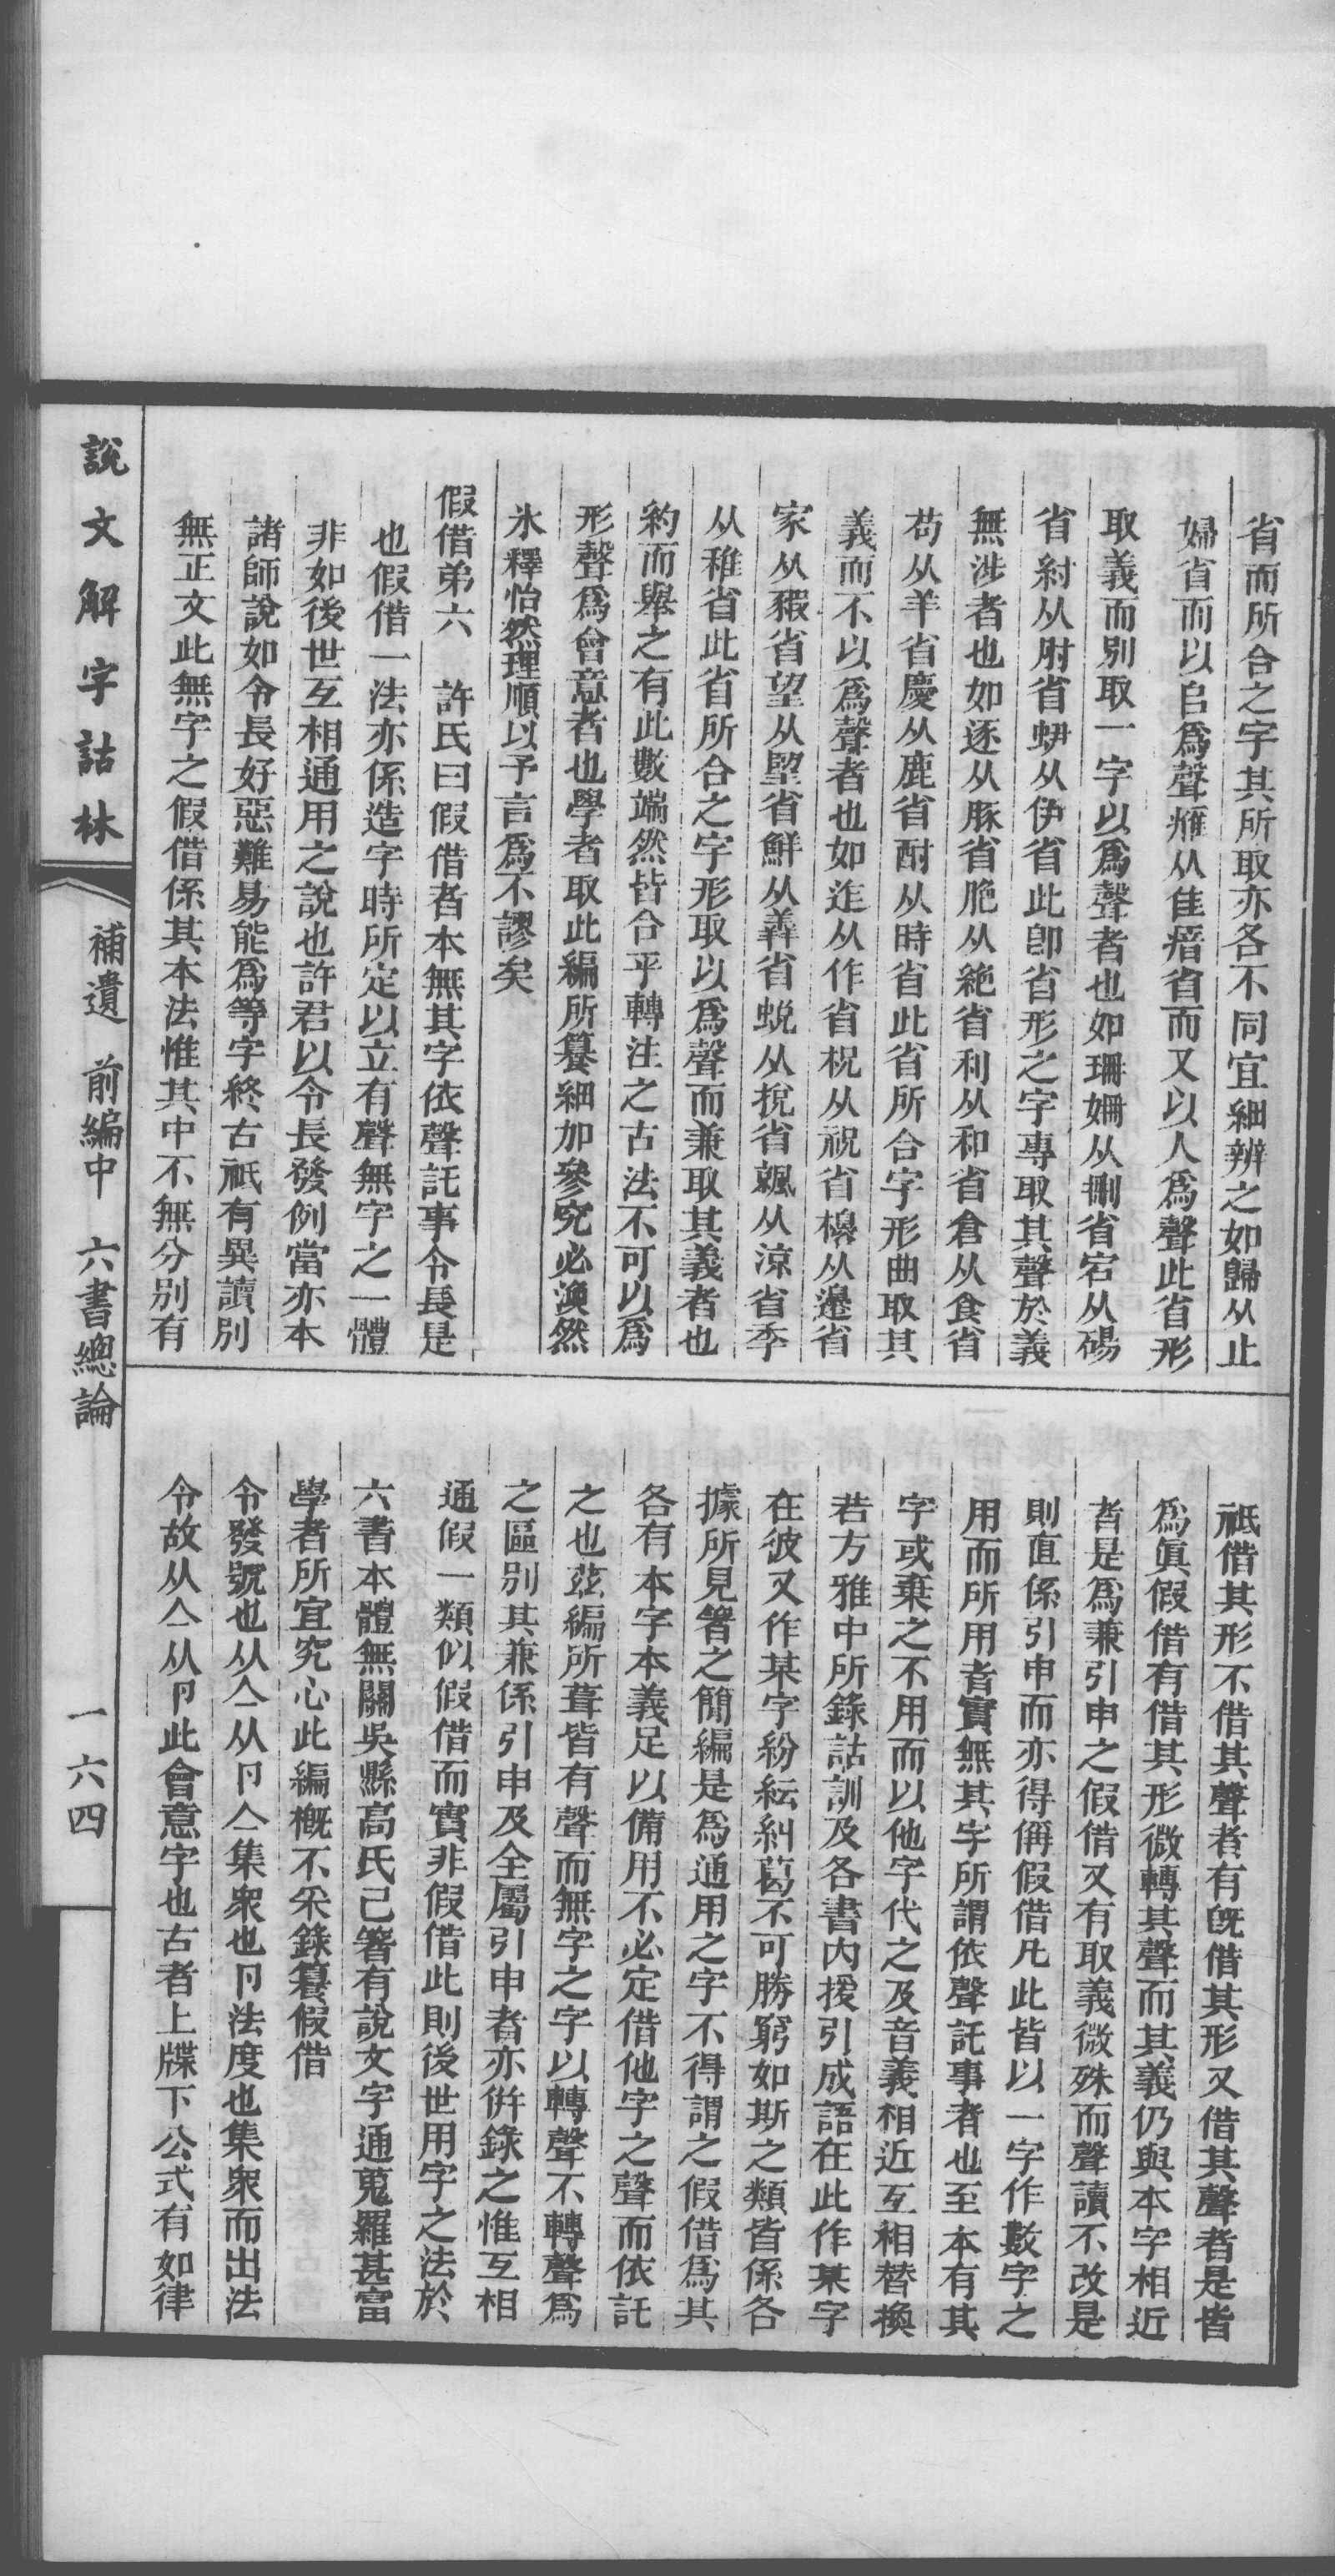 省而所合之字其所取亦各不同宜細辨之如歸从止
婦省而以𠂤爲聲雁从隹瘖省而又以人爲聲此省形
取義而別取一字以爲聲者也如珊姍从刪省宕从碭
省紂从肘省蛜从伊省此卽省形之字專取其聲於義
無涉者也如逐从豚省脃从絶省利从和省倉从食省
苟从羊省慶从鹿省酎从時省此省所合字形曲取其
義而不以爲聲者也如迮从作省柷从祝省櫋从邊省
家从豭省望从朢省鮮从羴省蛻从挩省飆从涼省季
从稚省此省所合之字形取以爲聲而兼取其義者也
約而舉之有此數端然皆合乎轉注之古法不可以爲
形聲爲會意者也學者取此編所纂細加參究必渙然
氷釋怡然理順以予言爲不謬矣
假借弟六　許氏曰假借者本無其字依聲託事令長是
也假借一法亦係造字時所定以立有聲無字之一體
非如後世互相通用之說也許君以令長發例當亦本
諸師說如令長好惡難易能爲等字終古祇有異讀別
無正文此無字之假借係其本法惟其中不無分別有
祇借其形不借其聲者有旣借其形又借其聲者是皆
爲眞假借有借其形微轉其聲而其義仍與本字相近
者是爲兼引申之假借又有取義微殊而聲讀不改是
則直係引申而亦得偁假借凡此皆以一字作數字之
用而所用者實無其字所謂依聲託事者也至本有其
字或棄之不用而以他字代之及音義相近互相替換
若方雅中所錄詁訓及各書內援引成語在此作某字
在彼又作某字紛紜糾葛不可勝窮如斯之類皆係各
據所見箸之簡編是爲通用之字不得謂之假借爲其
各有本字本義足以備用不必定借他字之聲而依託
之也茲編所葺皆有聲而無字之字以轉聲不轉聲爲
之區別其兼係引申及全屬引申者亦倂錄之惟互相
通假一類似假借而實非假借此則後世用字之法於
六書本體無關吳縣高氏已箸有說文字通蒐羅甚富
學者所宜究心此編槪不采錄纂假借
令發號也从亼从卪亼集衆也卪法度也集衆而出法
令故从亼从卪此會意字也古者上牒下公式有如律
說文解字詁林
補遺　前編中　六書總論
一六四